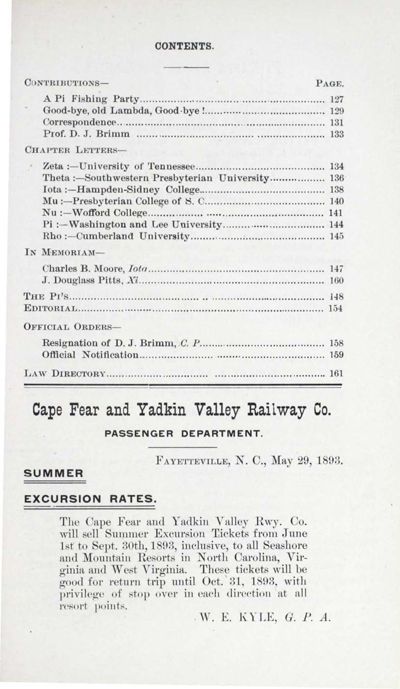 CONTENTS.
CONTRIBUTIONS— PAGE.
A Pi Fishing Party........ 127
Good-bye, old Lambda, Good-bye!........ 129
Correspondence........ 131
Prof. D. J. Brimm ........ 133
CHAPTER LETTERS—
Zeta :—University of Tennessee........ 134
Theta :—Southwestern Presbyterian University........ 136
Iota :—Hampden-Sidney College........ 138
Mu :—Presbyterian College of S. C........ 140
Nu :—Wofford College........ 141
Pi :—Washington and Lee University........ 144
Rho :—Cumberland University........ 145
IN MEMORIAM—
Charles B. Moore, Iota........ 147
J. Douglass Pitts, Xi........ 160
THE PI'S........ 148
EDITORIAL........ 154
OFFICIAL ORDERS—
Resignation of D. J. Brimm, C. P........ 158
Official Notification........ 159
LAW DIRECTORY........ 161
Cape Fear and Yadkin Valley Railway Co.
PASSENGER DEPARTMENT.
FAYETTEVILLE, N. C., May 29, 1893.
SUMMER
EXCURSION RATES.
The Cape Fear and Yadkin Valley Rwy. Co.
will sell Summer Excursion Tickets from June
1st to Sept. 30th, 1893, inclusive, to all Seashore
and Mountain Resorts in North Carolina, Vir-
ginia and West Virginia. These tickets will be
good for return trip until Oct. 31, 1893, with
privilege of stop over in each direction at all
resort points.
W. E. KYLE, G. P. A.